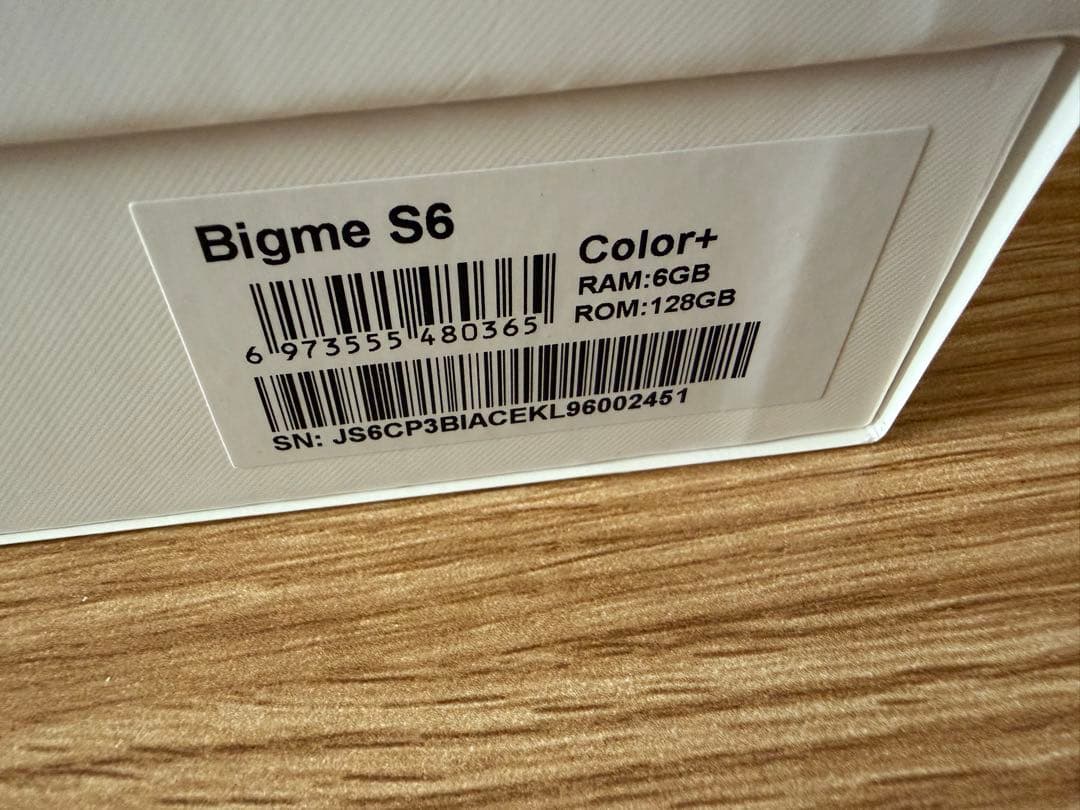 Bigme S6
Color+
RAM:6GB
ROM:128GB
6 973555 480365
SN: JS6CP3BIACEKL96002451